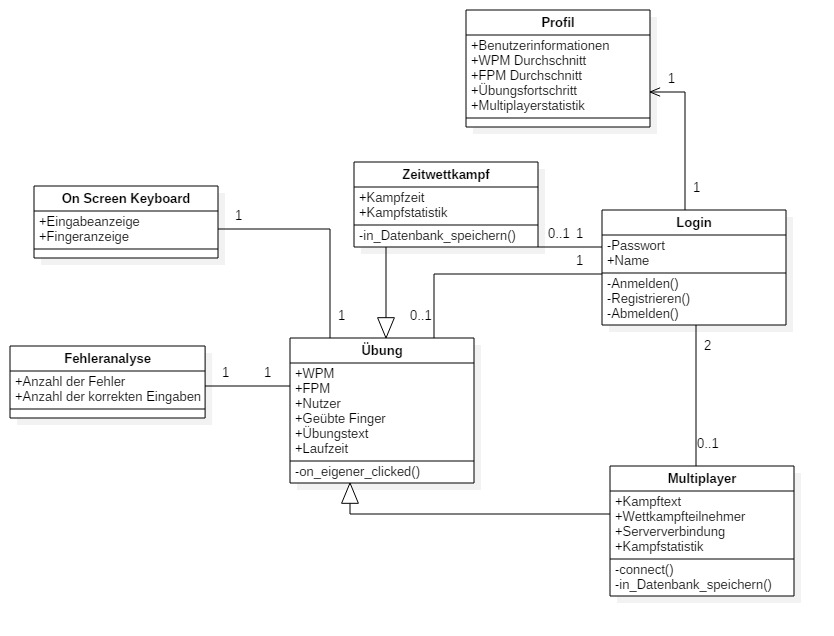 Profil
+Benutzerinformationen
+WPM Durchschnitt
+FPM Durchschnitt
+Übungsfortschritt
+Multiplayerstatistik
1
1
Zeitwettkampf
+Kampfzeit
+Kampfstatistik
-in_Datenbank_speichern()
0..1 1
On Screen Keyboard
+Eingabeanzeige
+Fingeranzeige
1
1
Login
-Passwort
+Name
-Anmelden()
-Registrieren()
-Abmelden()
1
0..1
2
0..1
Fehleranalyse
+Anzahl der Fehler
+Anzahl der korrekten Eingaben
1 1
Übung
+WPM
+FPM
+Nutzer
+Geübte Finger
+Übungstext
+Laufzeit
-on_eigener_clicked()
Multiplayer
+Kampftext
+Wettkampfteilnehmer
+Serververbindung
+Kampfstatistik
-connect()
-in_Datenbank_speichern()